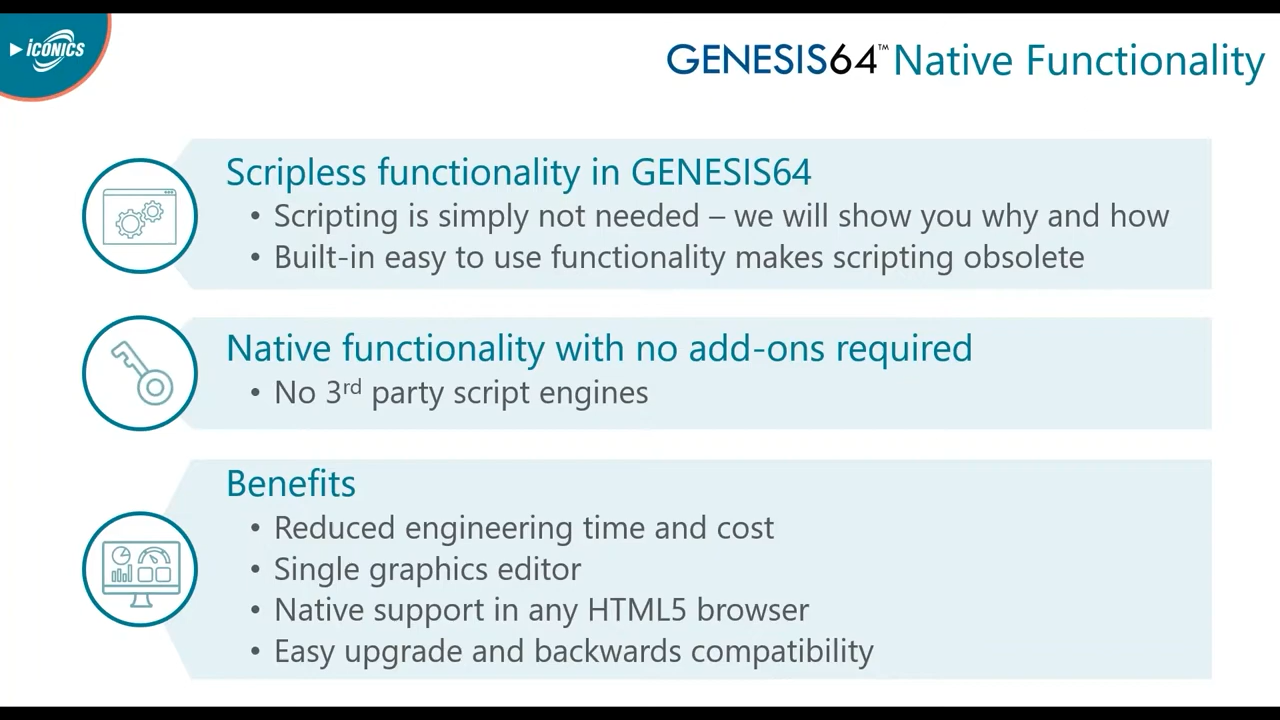 ICONICS
GENESIS64™ Native Functionality
Scripless functionality in GENESIS64
• Scripting is simply not needed – we will show you why and how
• Built-in easy to use functionality makes scripting obsolete
Native functionality with no add-ons required
• No 3rd party script engines
Benefits
• Reduced engineering time and cost
• Single graphics editor
• Native support in any HTML5 browser
• Easy upgrade and backwards compatibility